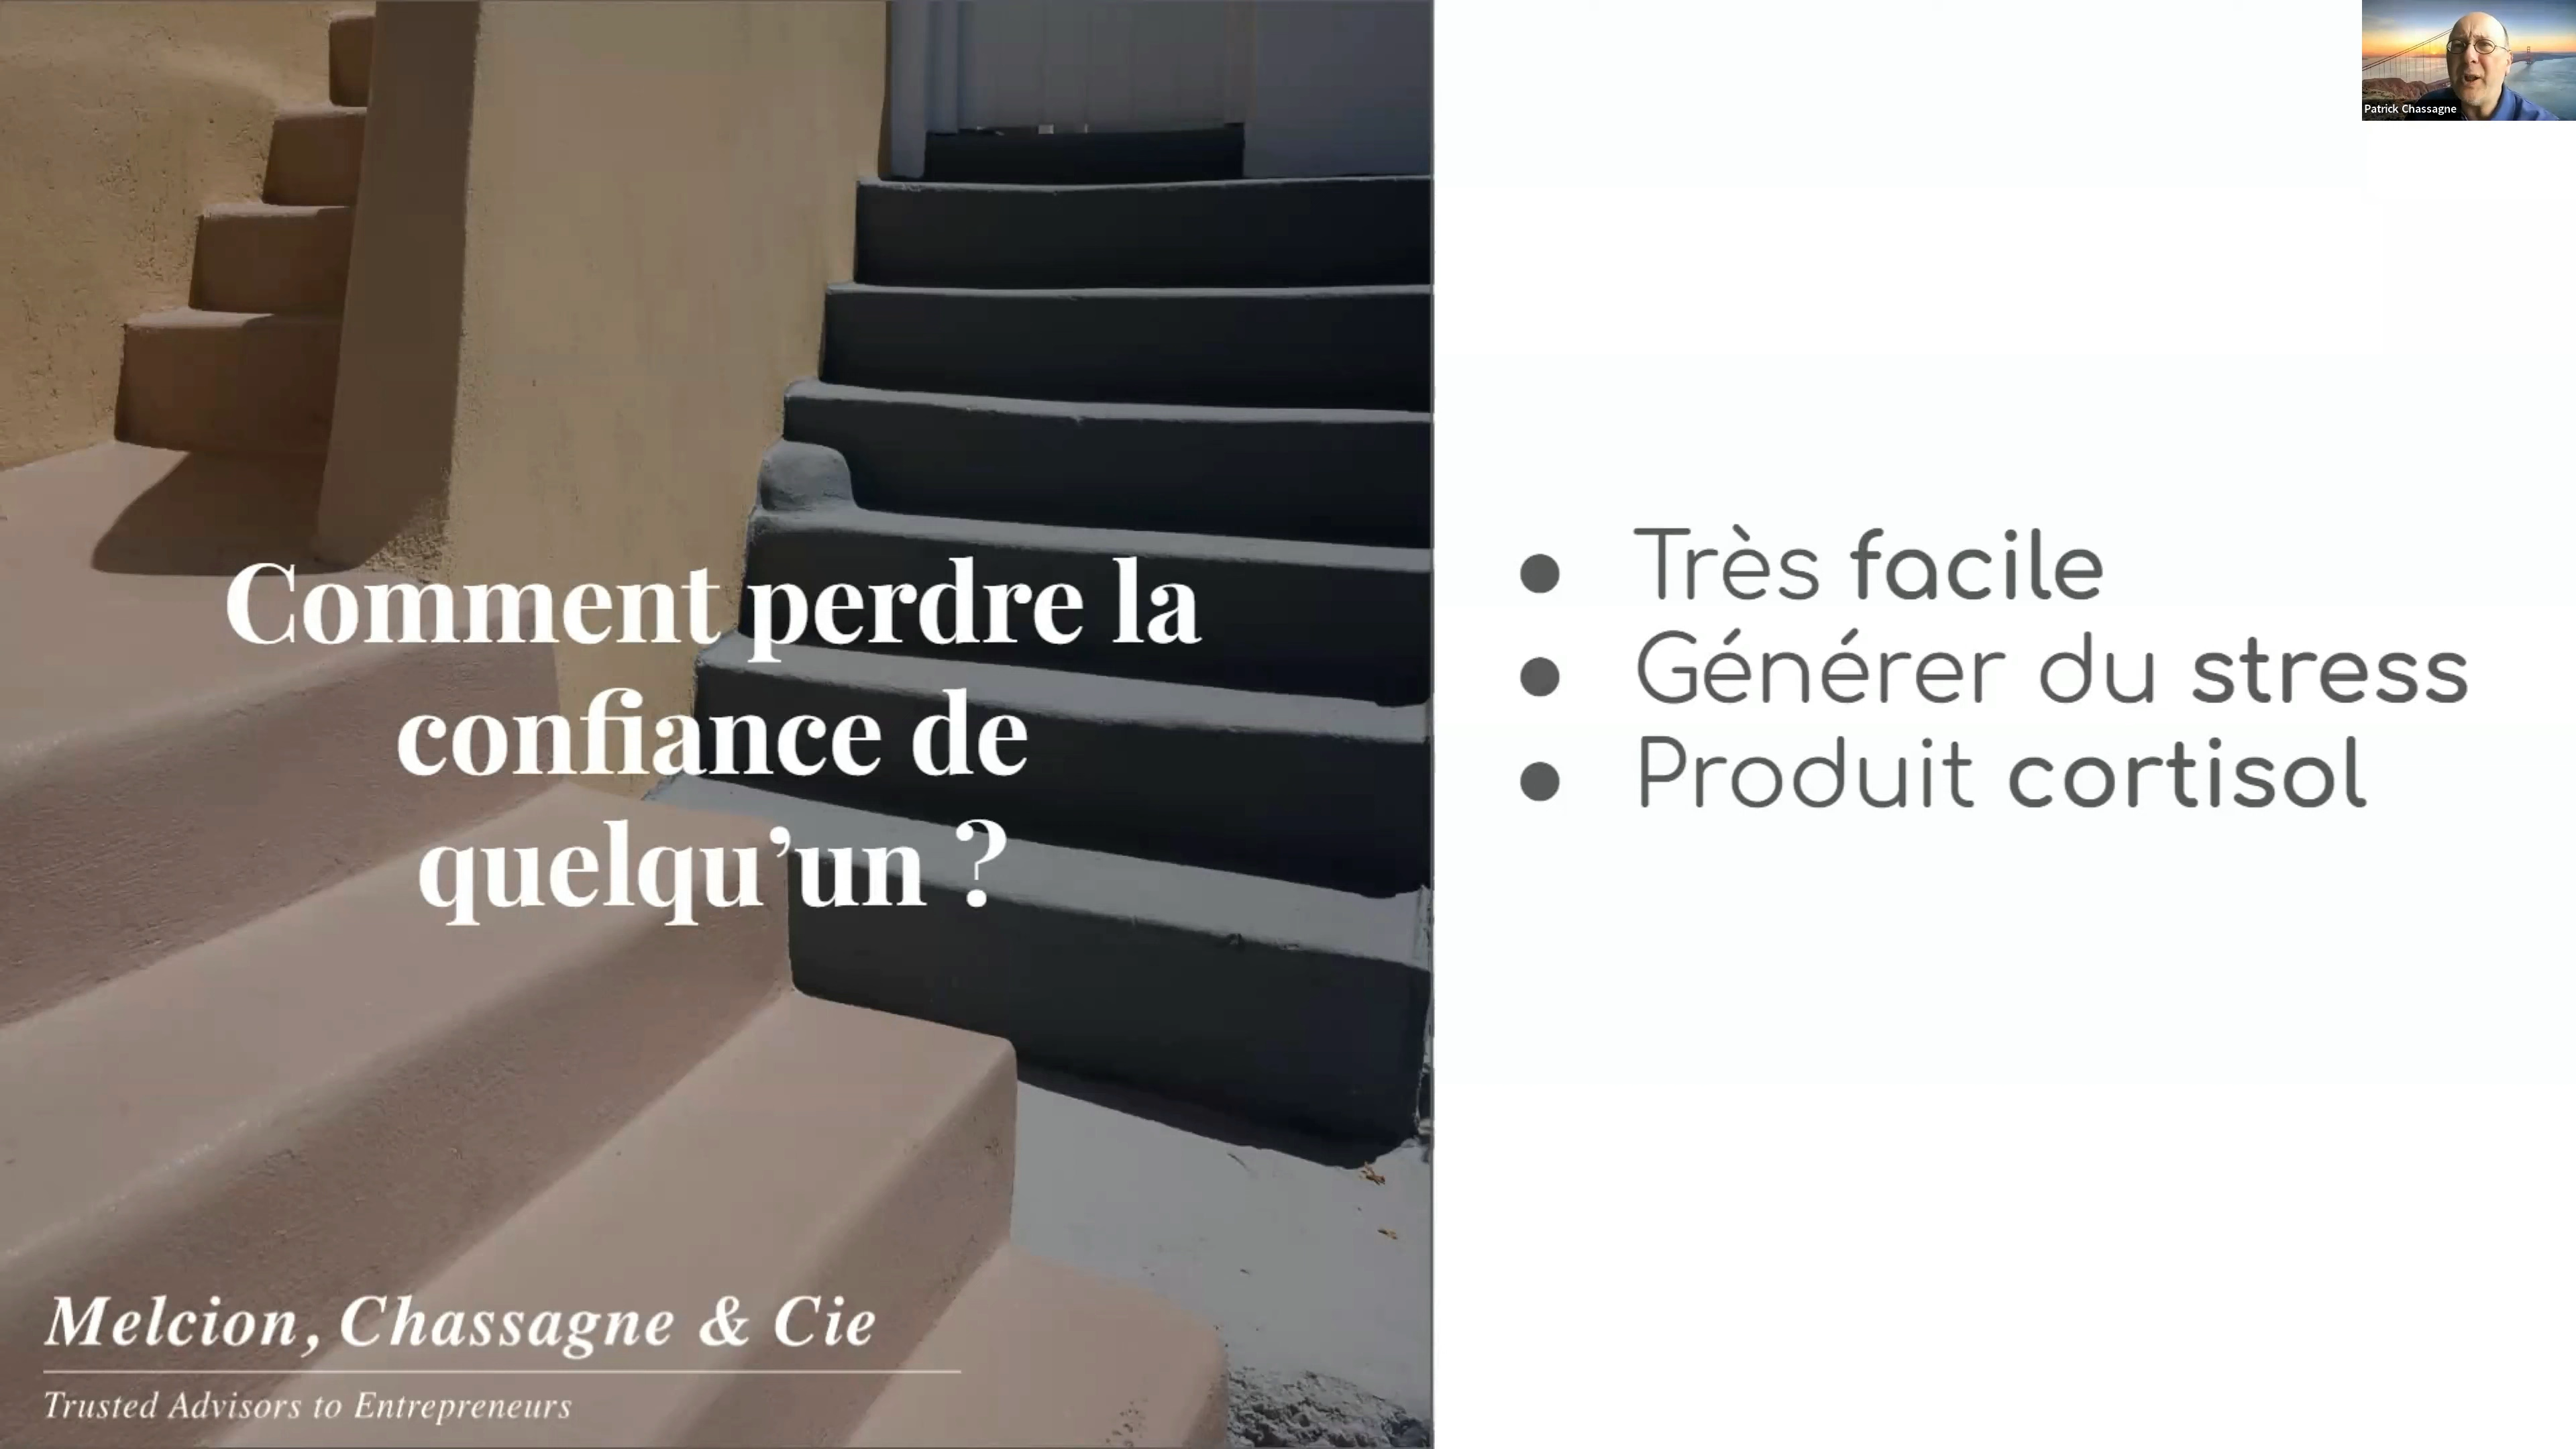 Patrick Chassagne
Comment perdre la
confiance de
quelqu’un ?
• Très facile
• Générer du stress
• Produit cortisol
Melcion, Chassagne & Cie
Trusted Advisors to Entrepreneurs